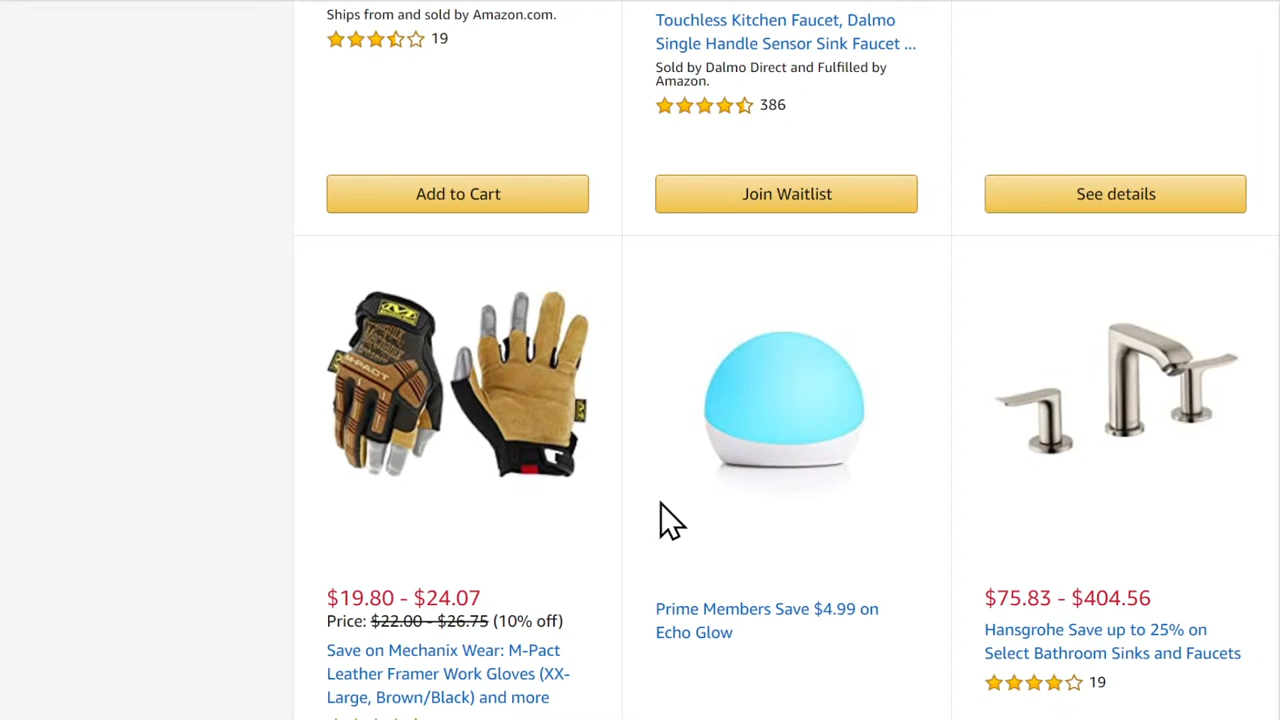 Ships from and sold by Amazon.com.
19
Add to Cart
Touchless Kitchen Faucet, Dalmo
Single Handle Sensor Sink Faucet ...
Sold by Dalmo Direct and Fulfilled by
Amazon.
386
Join Waitlist
See details
Mechanix
M-PACT
$19.80 - $24.07
Price: $22.00 - $26.75 (10% off)
Save on Mechanix Wear: M-Pact
Leather Framer Work Gloves (XX-
Large, Brown/Black) and more
Prime Members Save $4.99 on
Echo Glow
$75.83 - $404.56
Hansgrohe Save up to 25% on
Select Bathroom Sinks and Faucets
19